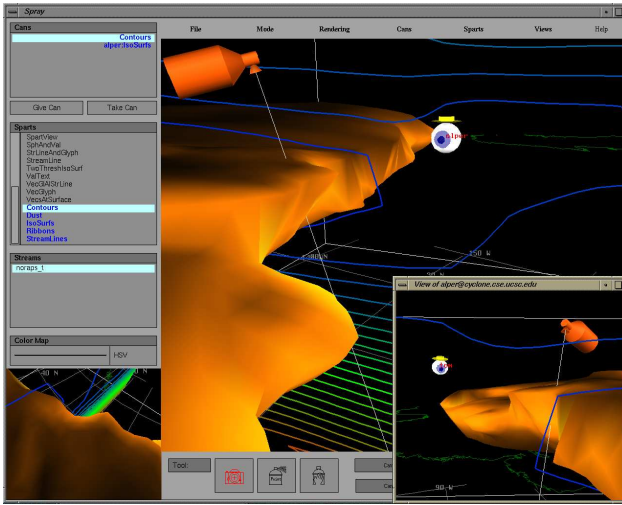 Spray
Cans
Contours
alper:IsoSurfs
Give Can
Take Can
Sparts
SpartView
SphAndVal
StrLineAndGlyph
StreamLine
TwoThreshIsoSurf
ValText
VecGlAlStrLine
VecGlyph
VecsAtSurface
Contours
Dust
IsoSurfs
Ribbons
StreamLines
Streams
noraps_t
Color Map
HSV
File Mode Rendering Cans Sparts Views Help
alper
150 W
View of alper@cyclone.cse.ucsc.edu
90 W
Tool: